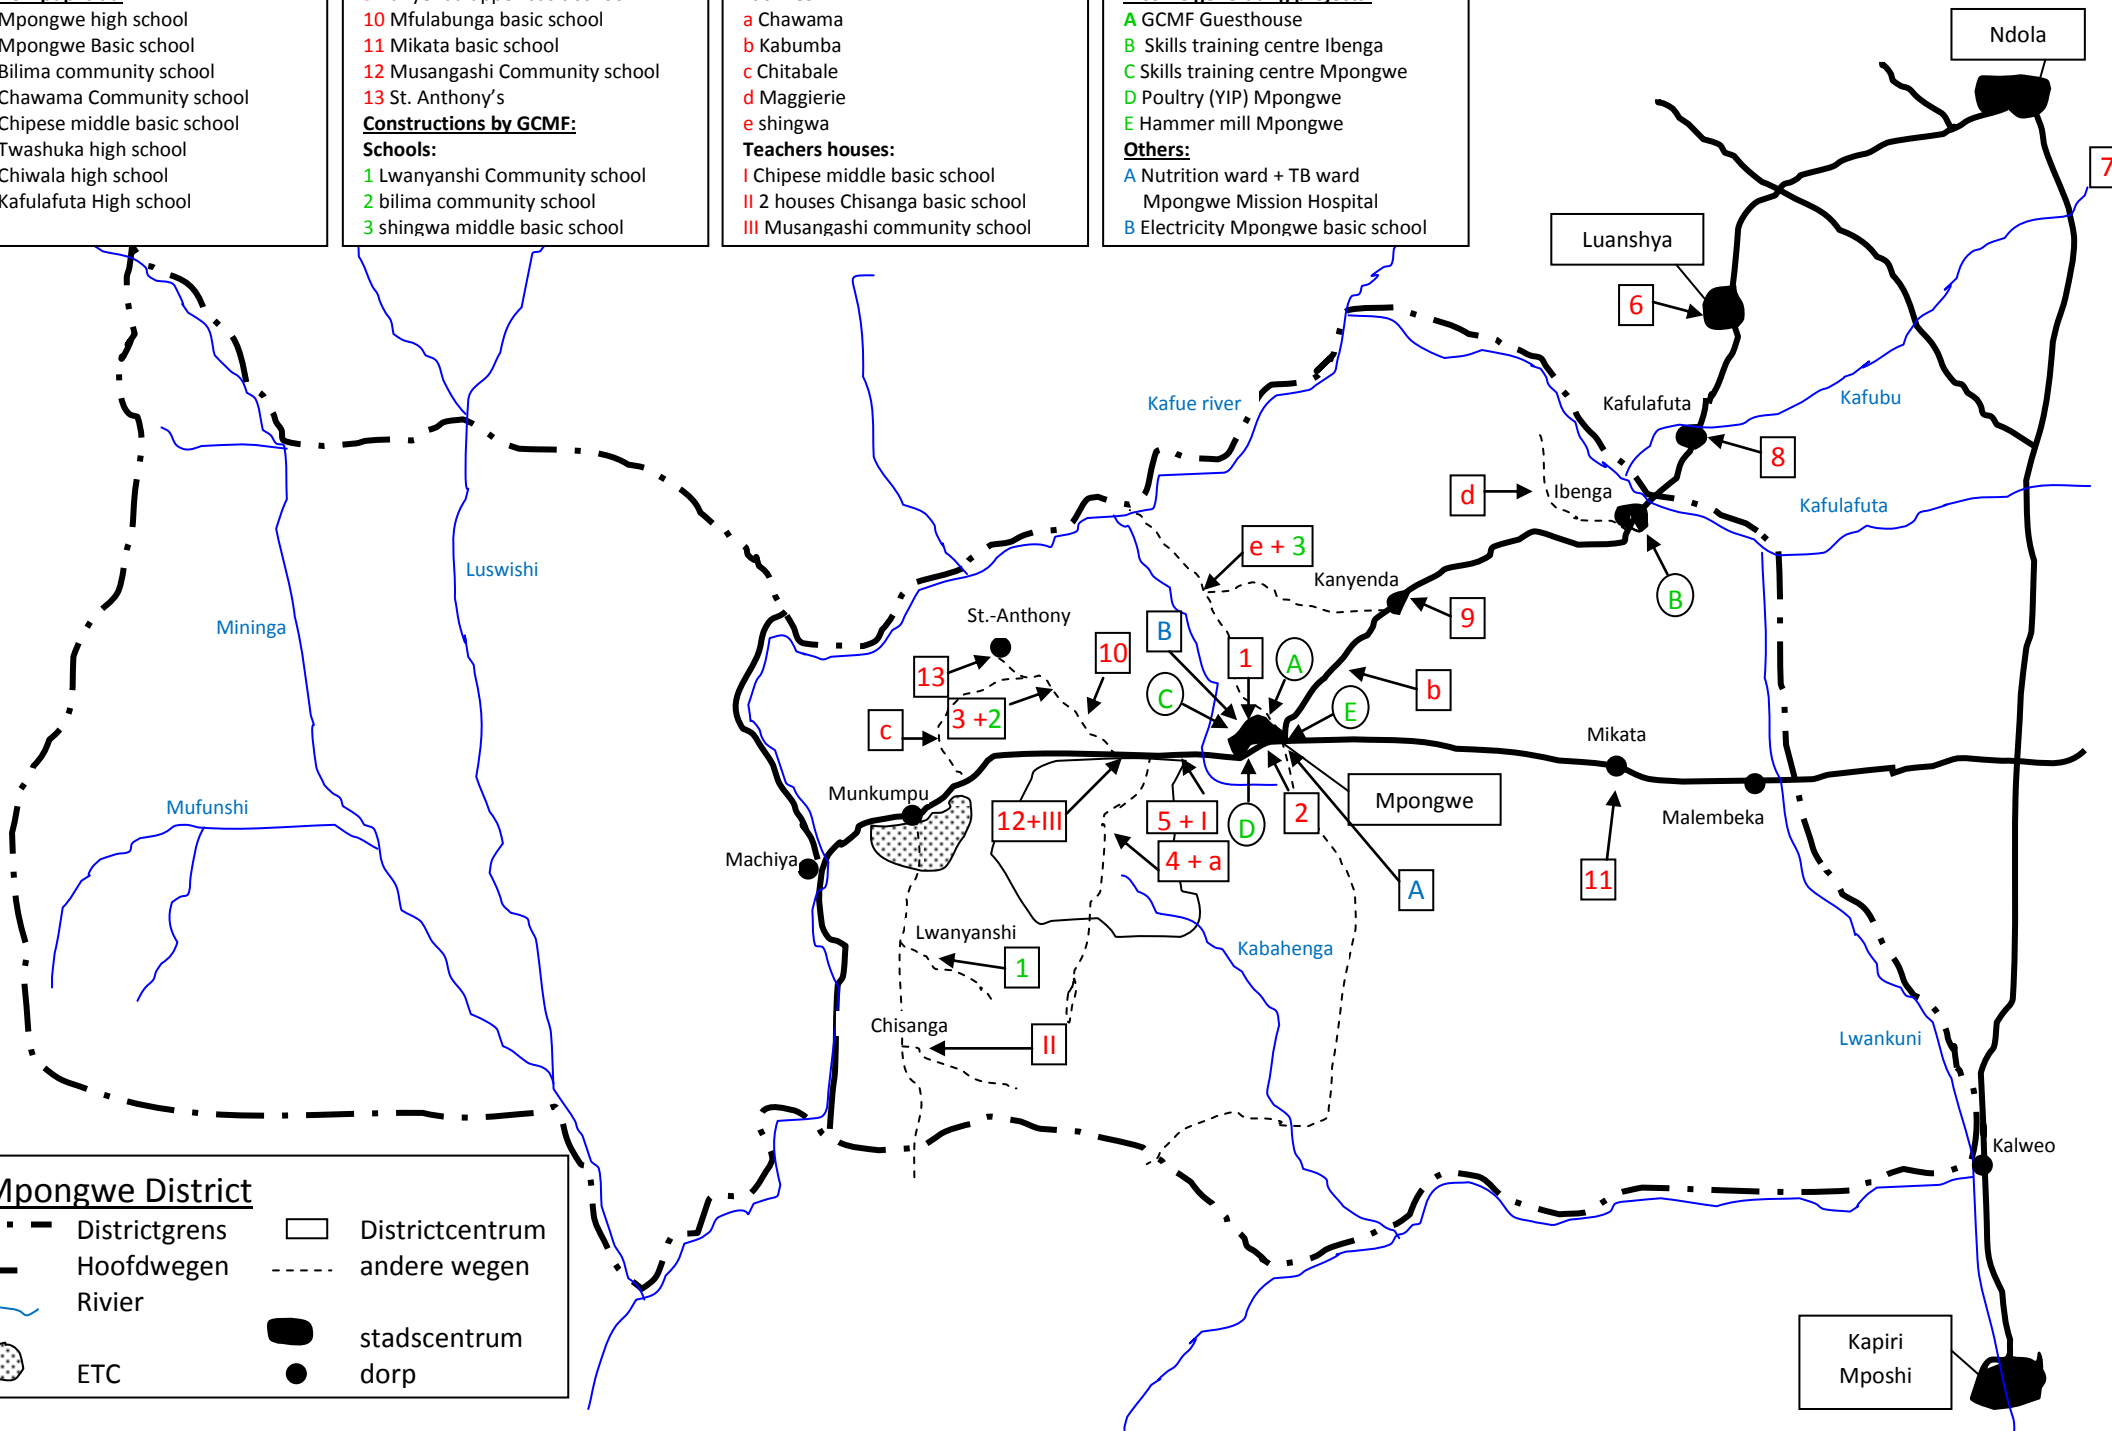 Mpongwe high school
Mpongwe Basic school
Bilima community school
Chawama Community school
Chipese middle basic school
Twashuka high school
Chiwala high school
Kafulafuta High school
10 Mfulabunga basic school
11 Mikata basic school
12 Musangashi Community school
13 St. Anthony's
Constructions by GCMF:
Schools:
1 Lwanyanshi Community school
2 bilima community school
3 shingwa middle basic school
a Chawama
b Kabumba
c Chitabale
d Maggierie
e shingwa
Teachers houses:
I Chipese middle basic school
II 2 houses Chisanga basic school
III Musangashi community school
A GCMF Guesthouse
B Skills training centre Ibenga
C Skills training centre Mpongwe
D Poultry (YIP) Mpongwe
E Hammer mill Mpongwe
Others:
A Nutrition ward + TB ward
Mpongwe Mission Hospital
B Electricity Mpongwe basic school
Ndola
7
Luanshya
6
Kafue river
Kafulafuta
Kafubu
8
d
Ibenga
Kafulafuta
e + 3
Kanyenda
Luswishi
B
9
Mininga
St.-Anthony
B
10
1
A
13
b
C
E
3 +2
c
Mikata
Munkumpu
Mpongwe
Mufunshi
12+III
5 + I
D
2
Malembeka
Machiya
4 + a
11
A
Lwanyanshi
Kabahenga
1
Chisanga
II
Lwankuni
Kalweo
Mpongwe District
Districtgrens
Districtcentrum
Hoofdwegen
andere wegen
Rivier
stadscentrum
ETC
dorp
Kapiri
Mposhi